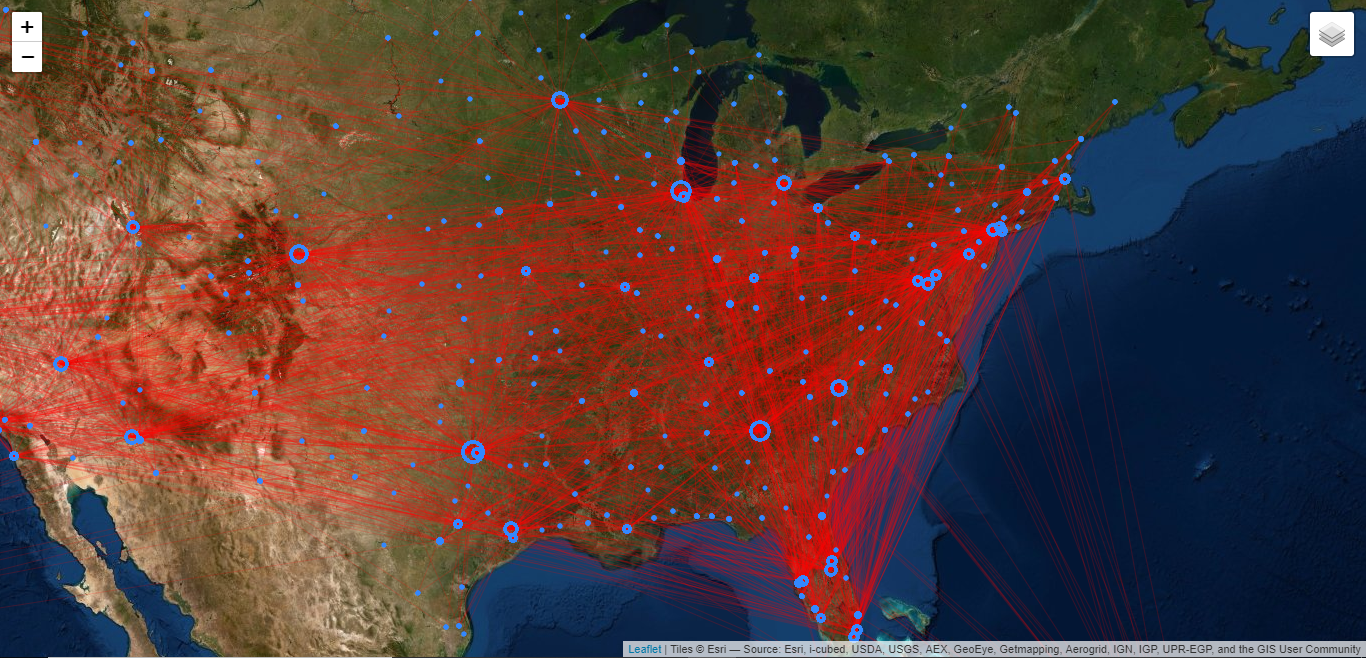 +
−
Leaflet | Tiles © Esri — Source: Esri, i-cubed, USDA, USGS, AEX, GeoEye, Getmapping, Aerogrid, IGN, IGP, UPR-EGP, and the GIS User Community